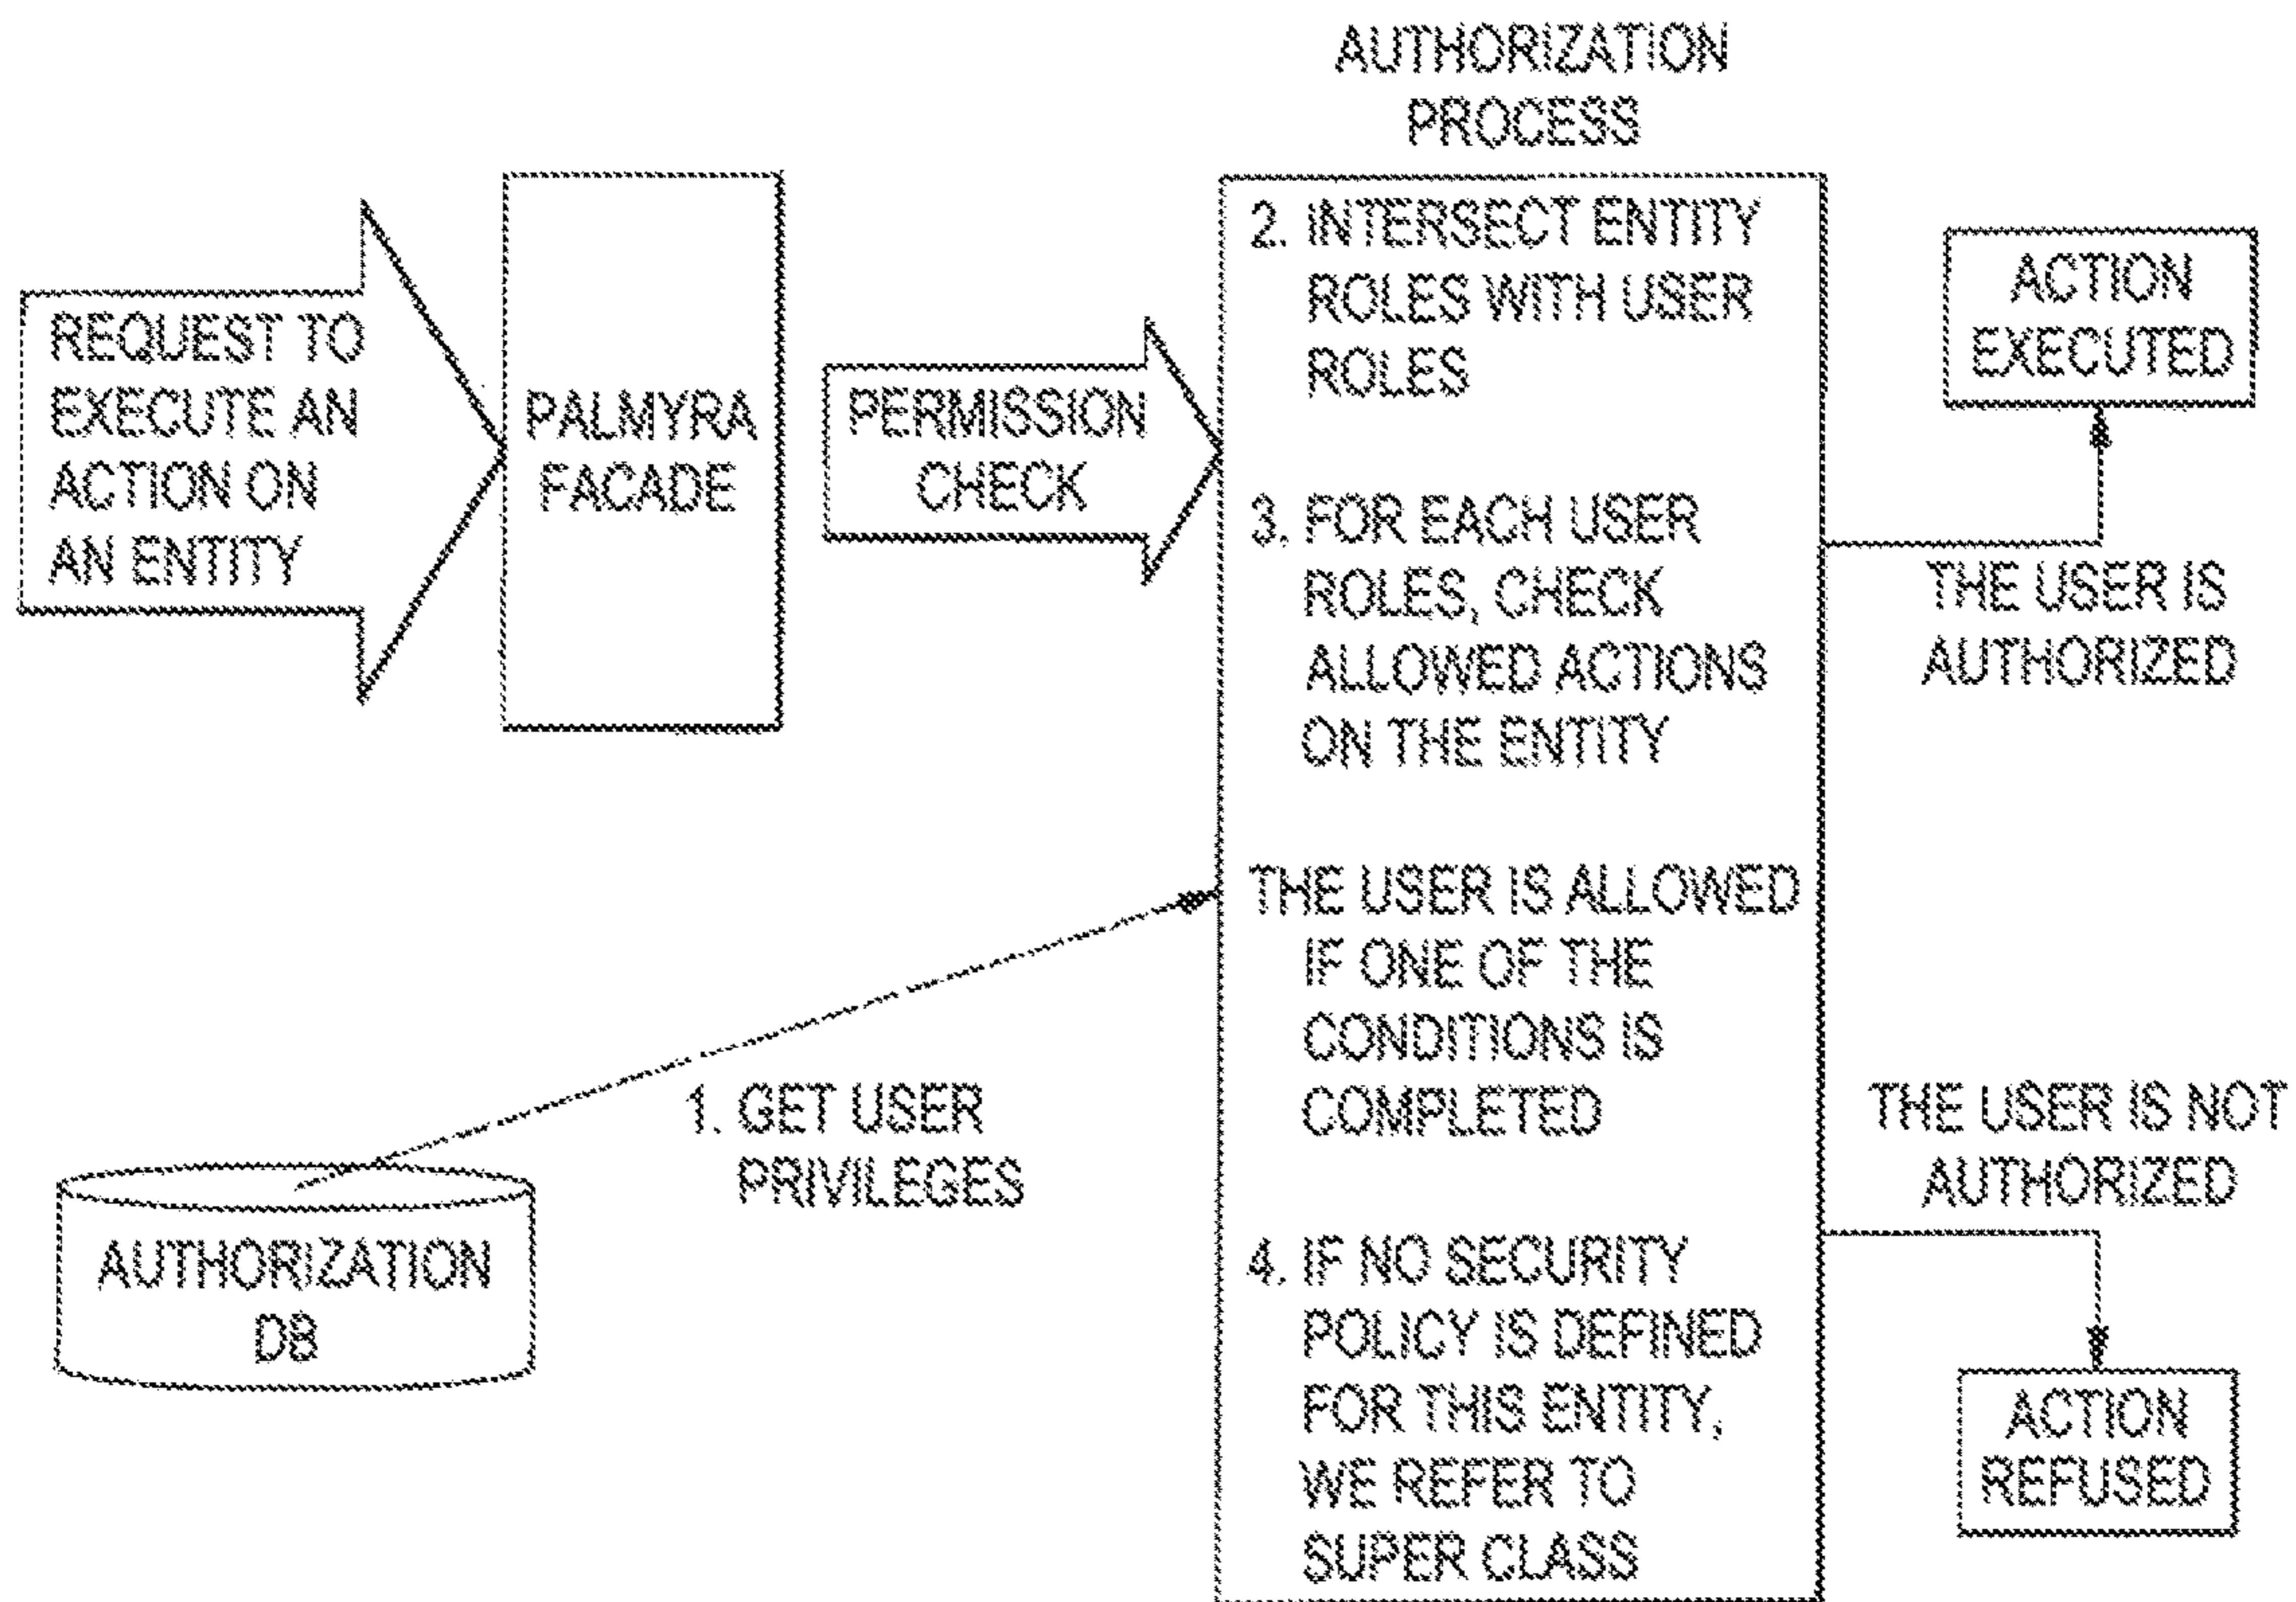 AUTHORIZATION
PROCESS
REQUEST TO
EXECUTE AN
ACTION ON
AN ENTITY
PALMYRA
FACADE
PERMISSION
CHECK
2. INTERSECT ENTITY
ROLES WITH USER
ROLES
3. FOR EACH USER
ROLES, CHECK
ALLOWED ACTIONS
ON THE ENTITY
THE USER IS ALLOWED
IF ONE OF THE
CONDITIONS IS
COMPLETED
4. IF NO SECURITY
POLICY IS DEFINED
FOR THIS ENTITY,
WE REFER TO
SUPER CLASS
ACTION
EXECUTED
THE USER IS
AUTHORIZED
1. GET USER
PRIVILEGES
AUTHORIZATION
DB
THE USER IS NOT
AUTHORIZED
ACTION
REFUSED